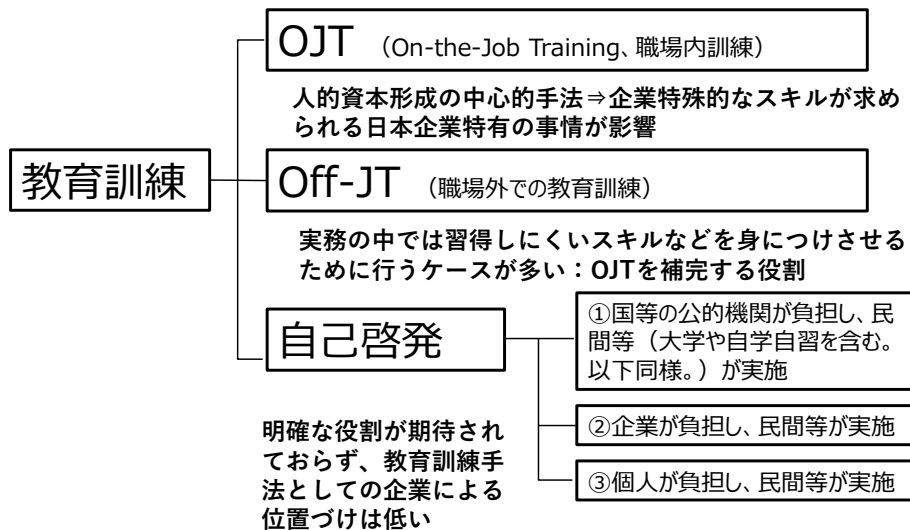 教育訓練
OJT （On-the-Job Training、職場内訓練）
人的資本形成の中心的手法⇒企業特殊的なスキルが求め
られる日本企業特有の事情が影響
Off-JT （職場外での教育訓練）
実務の中では習得しにくいスキルなどを身につけさせる
ために行うケースが多い：OJTを補完する役割
自己啓発
明確な役割が期待され
ておらず、教育訓練手
法としての企業による
位置づけは低い
①国等の公的機関が負担し、民
間等（大学や自学自習を含む。
以下同様。）が実施
②企業が負担し、民間等が実施
③個人が負担し、民間等が実施